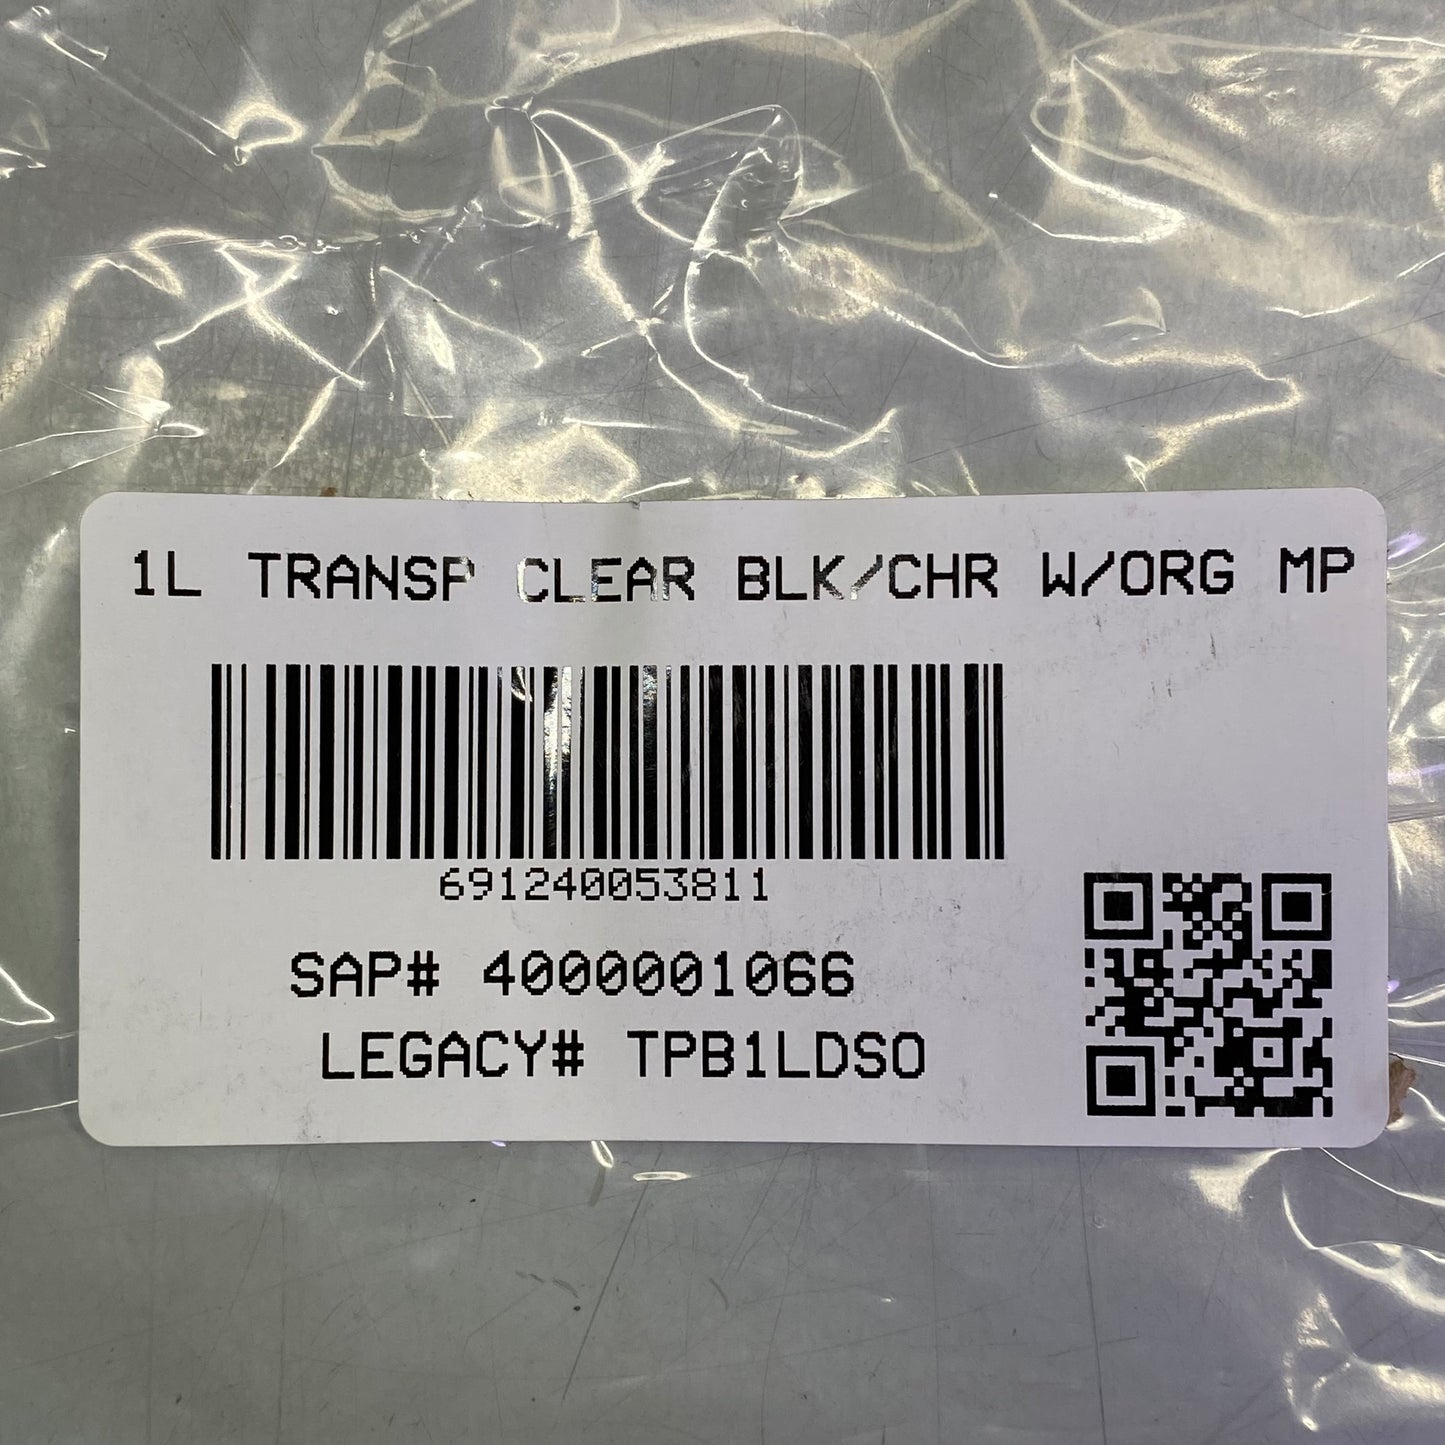 1L TRANSP CLEAR BLK/CHR W/ORG MP
691240053811
SAP# 4000001066
LEGACY# TPB1LDSO